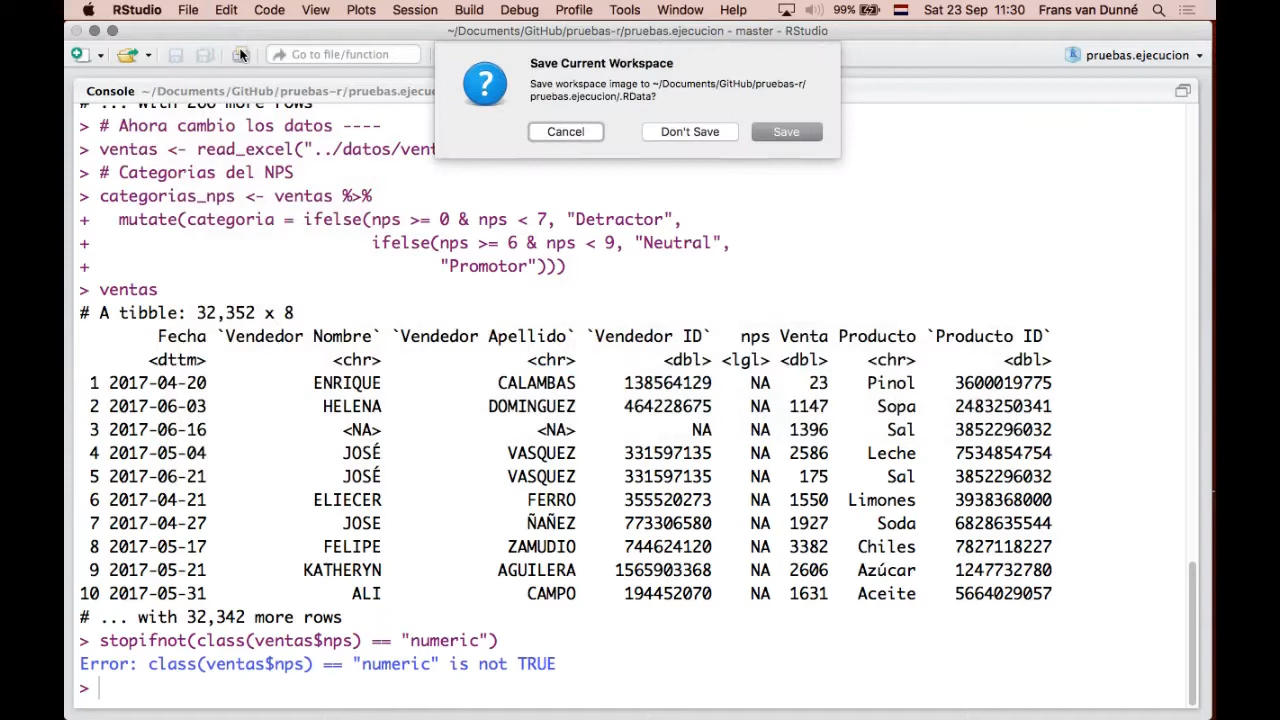 RStudio File Edit Code View Plots Session Build Debug Profile Tools Window Help 99% Sat 23 Sep 11:30 Frans van Dunné
~/Documents/GitHub/pruebas-r/pruebas.ejecucion - master - RStudio
Go to file/function
pruebas.ejecucion
Save Current Workspace
Save workspace image to ~/Documents/GitHub/pruebas-r/
pruebas.ejecucion/.RData?
Cancel Don't Save Save
Console ~/Documents/GitHub/pruebas-r/pruebas.ejecu
# ... with 200 more rows
> # Ahora cambio los datos ----
> ventas <- read_excel("../datos/vent
> # Categorias del NPS
> categorias_nps <- ventas %>%
+   mutate(categoria = ifelse(nps >= 0 & nps < 7, "Detractor",
+                             ifelse(nps >= 6 & nps < 9, "Neutral",
+                                    "Promotor")))
> ventas
# A tibble: 32,352 x 8
Fecha `Vendedor Nombre` `Vendedor Apellido` `Vendedor ID` nps Venta Producto `Producto ID`
<dttm> <chr> <chr> <dbl> <lgl> <dbl> <chr> <dbl>
1 2017-04-20 ENRIQUE CALAMBAS 138564129 NA 23 Pinol 3600019775
2 2017-06-03 HELENA DOMINGUEZ 464228675 NA 1147 Sopa 2483250341
3 2017-06-16 <NA> <NA> NA NA 1396 Sal 3852296032
4 2017-05-04 JOSÉ VASQUEZ 331597135 NA 2586 Leche 7534854754
5 2017-06-21 JOSÉ VASQUEZ 331597135 NA 175 Sal 3852296032
6 2017-04-21 ELIECER FERRO 355520273 NA 1550 Limones 3938368000
7 2017-04-27 JOSE ÑAÑEZ 773306580 NA 1927 Soda 6828635544
8 2017-05-17 FELIPE ZAMUDIO 744624120 NA 3382 Chiles 7827118227
9 2017-05-21 KATHERYN AGUILERA 1565903368 NA 2606 Azúcar 1247732780
10 2017-05-31 ALI CAMPO 194452070 NA 1631 Aceite 5664029057
# ... with 32,342 more rows
> stopifnot(class(ventas$nps) == "numeric")
Error: class(ventas$nps) == "numeric" is not TRUE
>